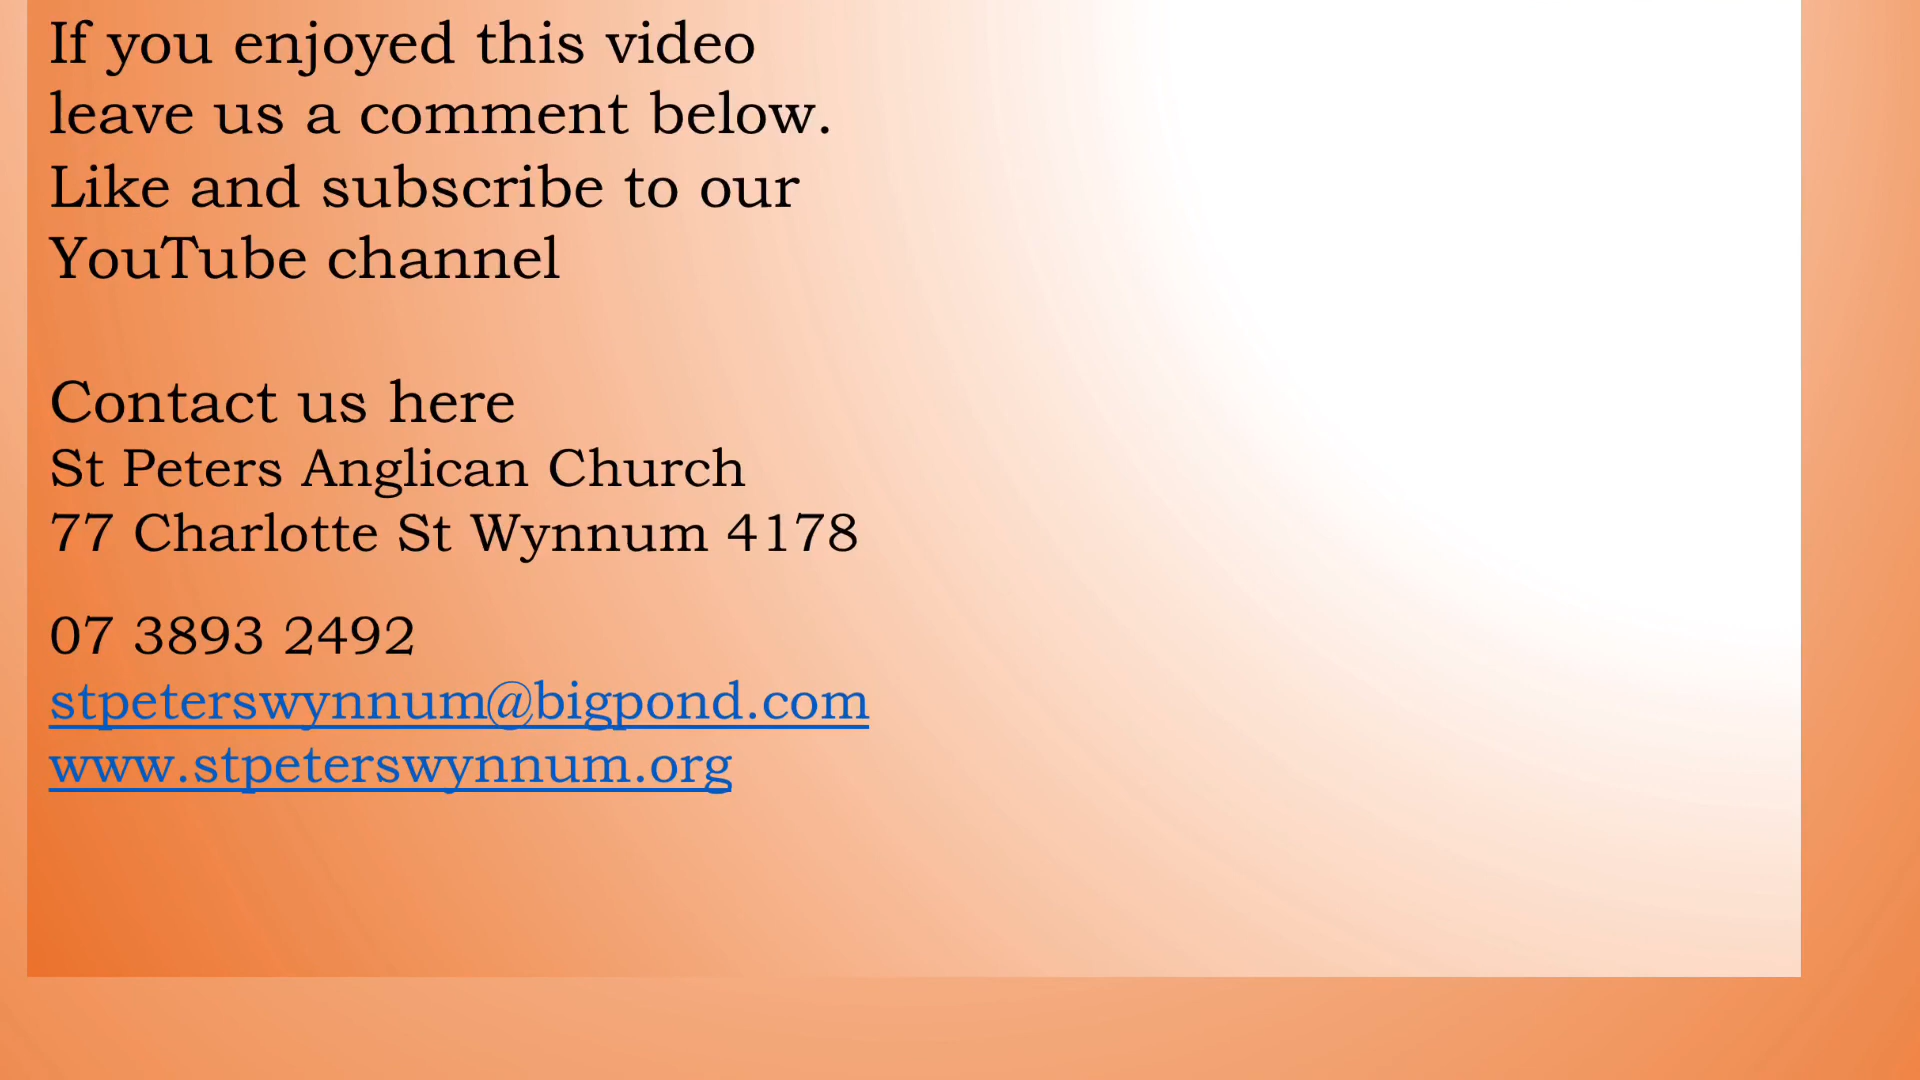 If you enjoyed this video
leave us a comment below.
Like and subscribe to our
YouTube channel
Contact us here
St Peters Anglican Church
77 Charlotte St Wynnum 4178
07 3893 2492
stpeterswynnum@bigpond.com
www.stpeterswynnum.org